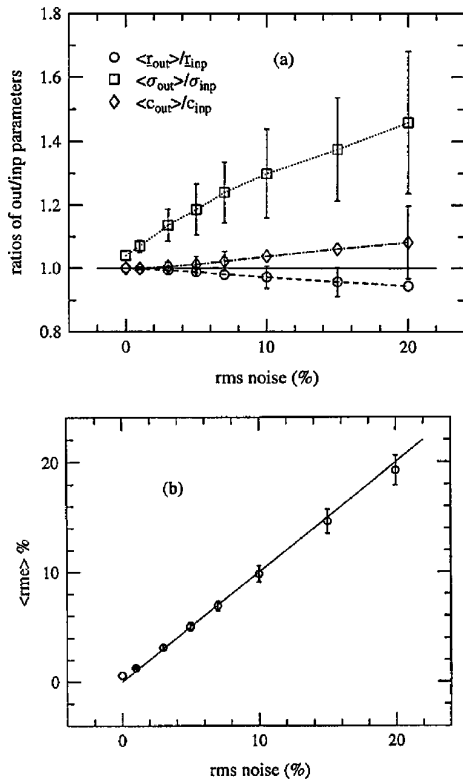 1.8
1.6
1.4
1.2
1.0
0.8
ratios of out/inp parameters
(a)
<r_out>/r_inp
<σ_out>/σ_inp
<c_out>/c_inp
0
10
20
rms noise (%)
20
10
0
<rme> %
(b)
0
10
20
rms noise (%)